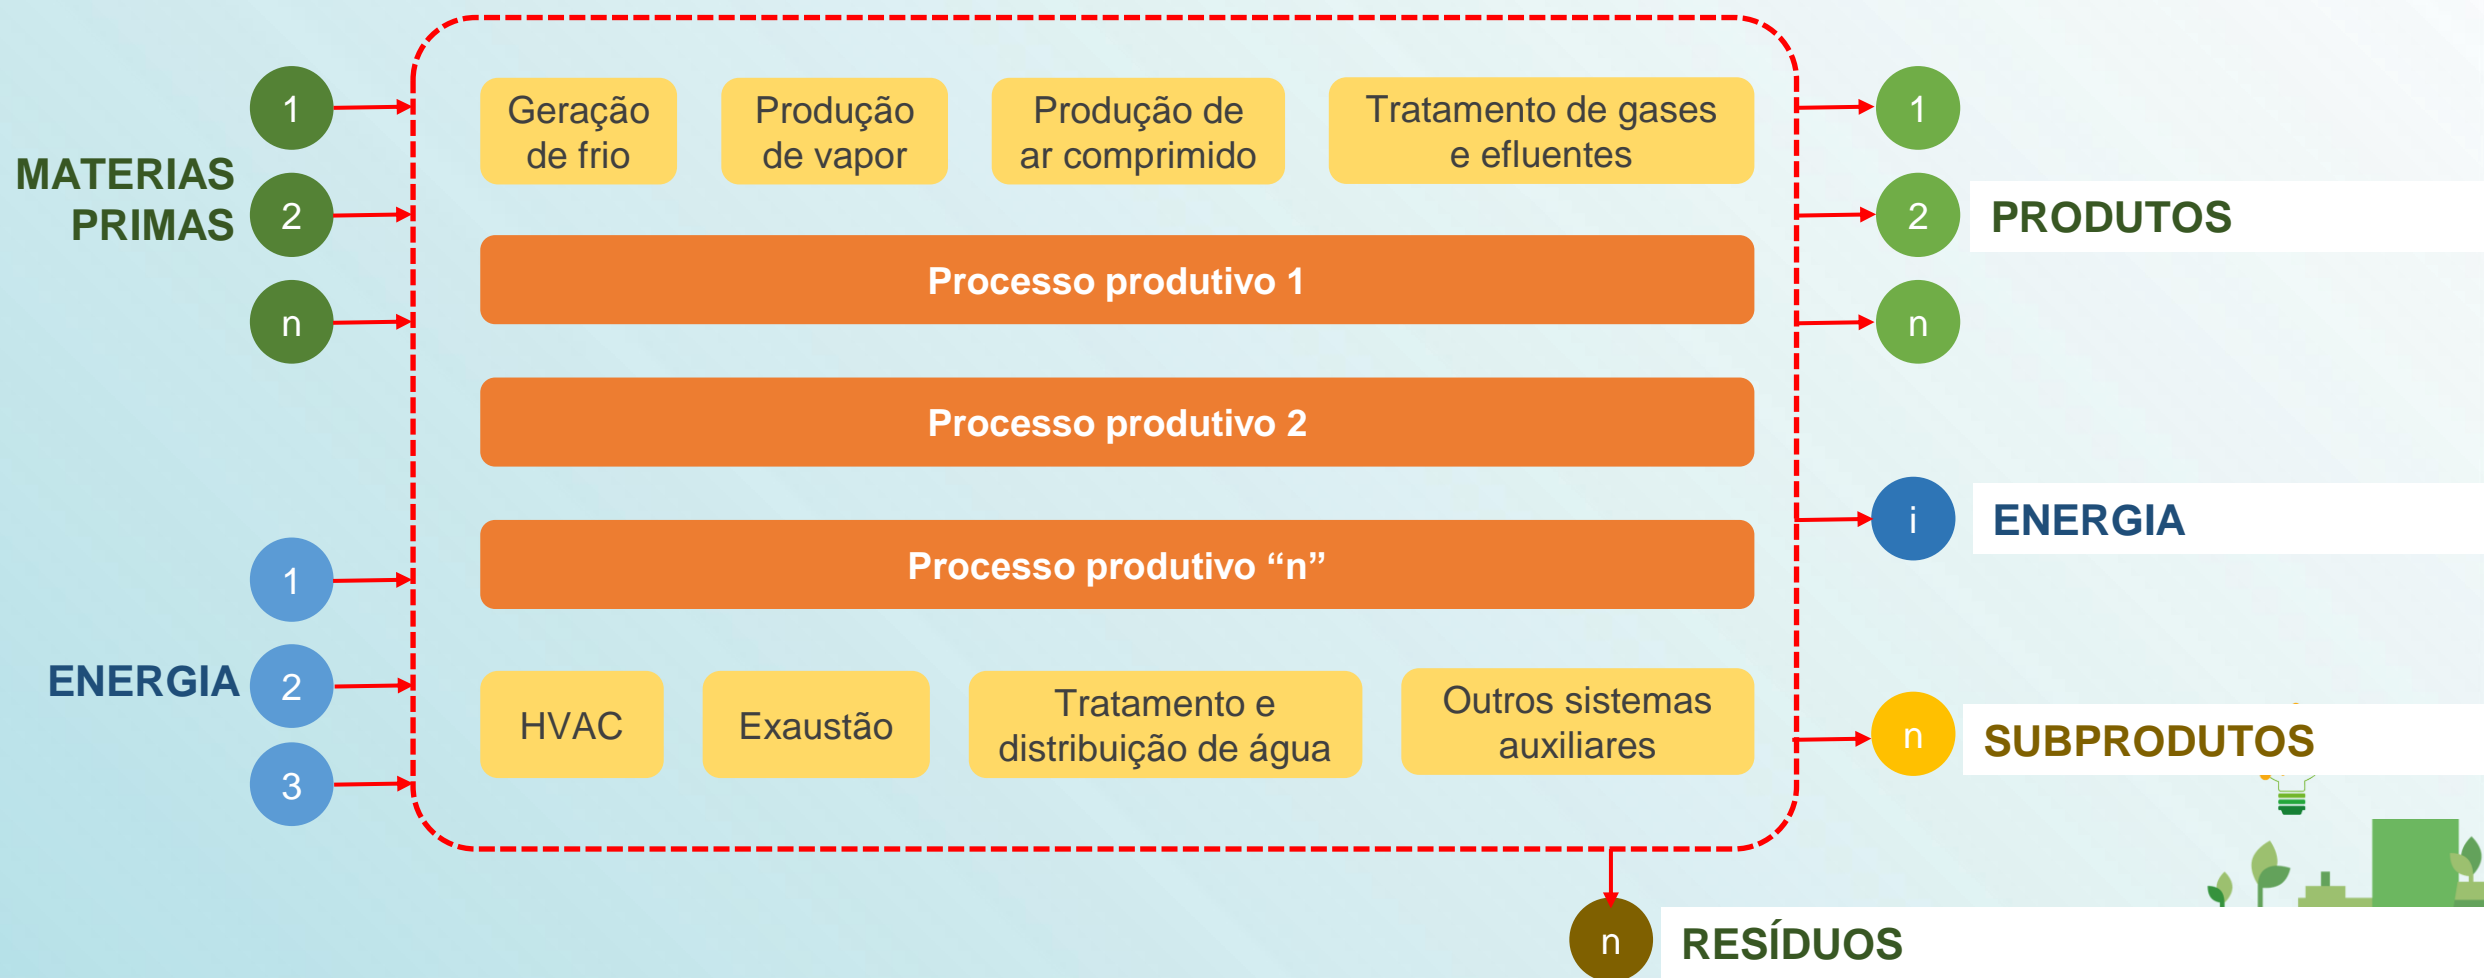 1
MATERIAS
PRIMAS
2
n
ENERGIA
1
2
3
Geração
de frio
Produção
de vapor
Produção de
ar comprimido
Tratamento de gases
e efluentes
Processo produtivo 1
Processo produtivo 2
Processo produtivo “n”
HVAC
Exaustão
Tratamento e
distribuição de água
Outros sistemas
auxiliares
1
2
PRODUTOS
n
i
ENERGIA
n
SUBPRODUTOS
n
RESÍDUOS